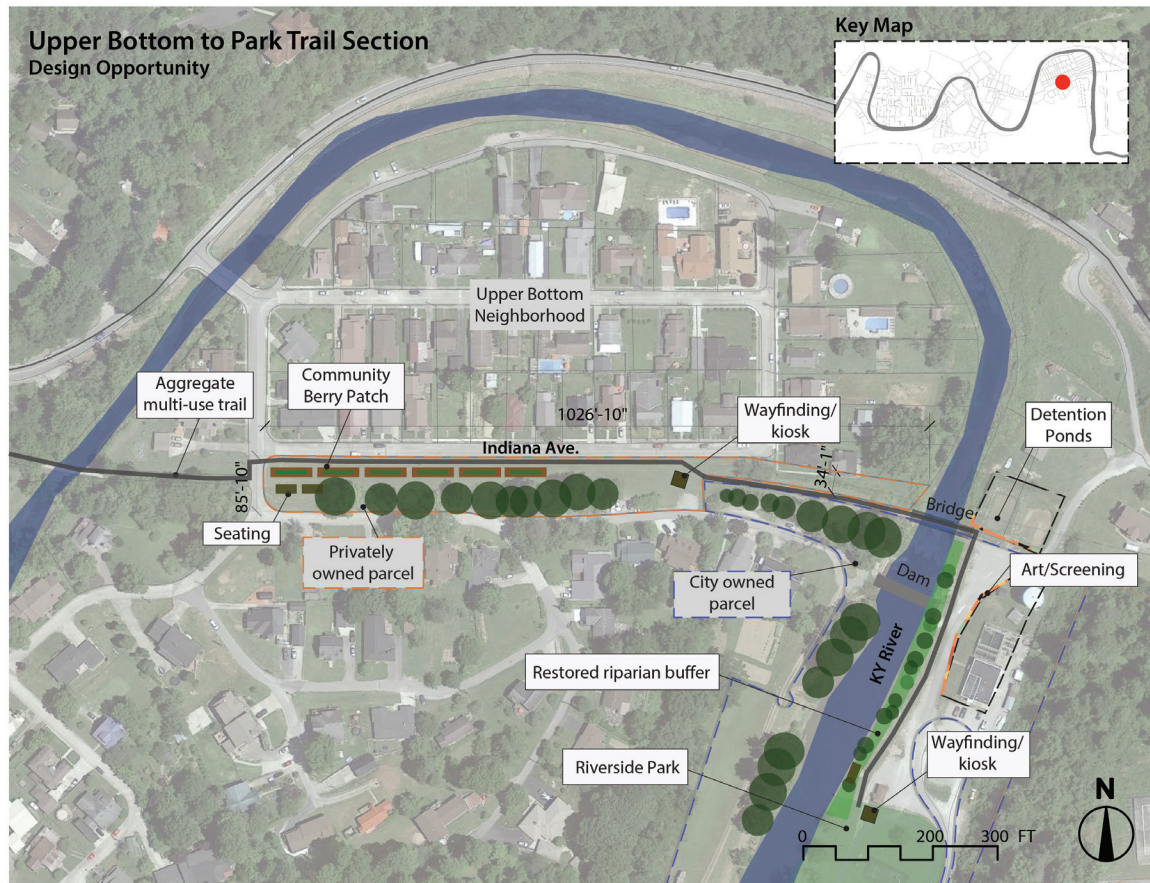 Upper Bottom to Park Trail Section
Design Opportunity
Key Map
Upper Bottom
Neighborhood
Aggregate
multi-use trail
Community
Berry Patch
1026'-10"
Wayfinding/
kiosk
Detention
Ponds
Indiana Ave.
85'-10"
34'-1"
Bridge
Seating
Privately
owned parcel
City owned
parcel
Dam
Art/Screening
KY River
Restored riparian buffer
Riverside Park
Wayfinding/
kiosk
N
0 200 300 FT